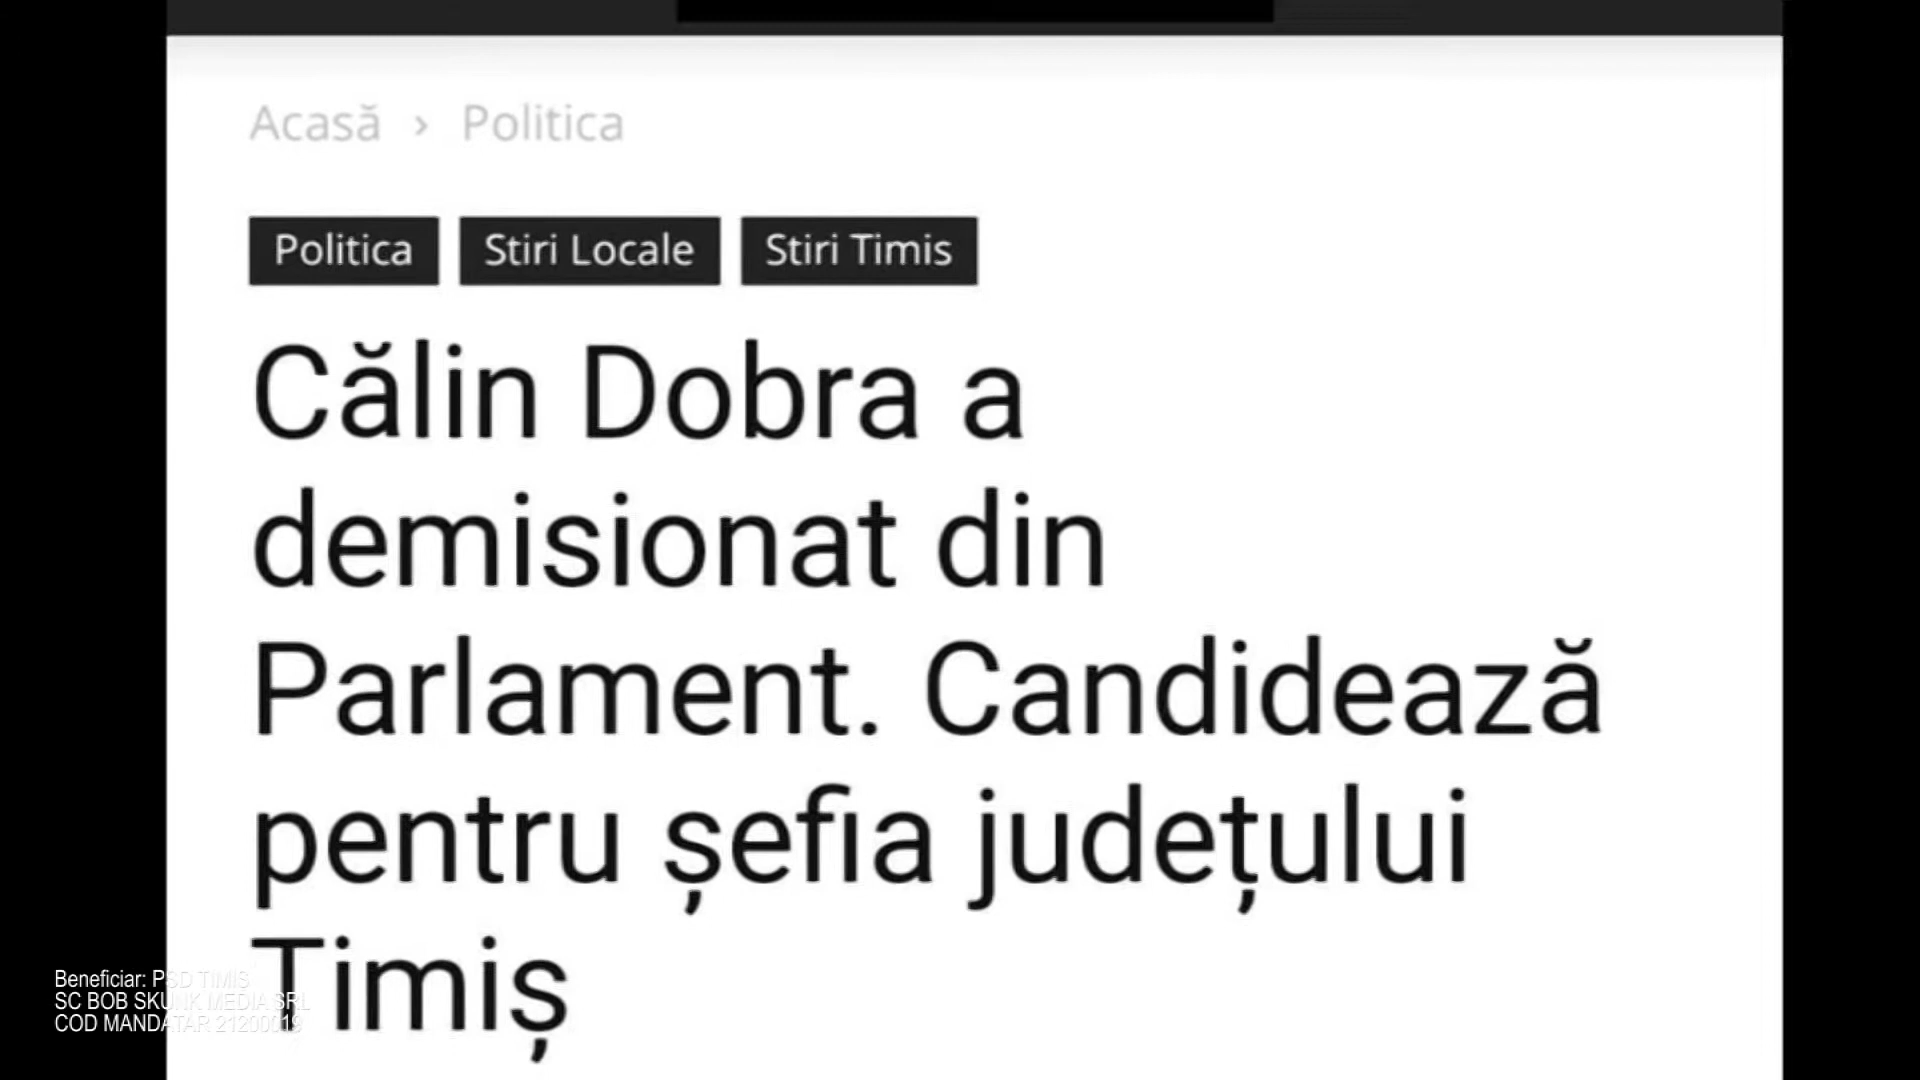 Acasă › Politica
Politica Stiri Locale Stiri Timis
Călin Dobra a
demisionat din
Parlament. Candidează
pentru șefia județului
Timiș
Beneficiar: PSD TIMIS
SC BOB SKUNK MEDIA SRL
COD MANDATAR 21200019